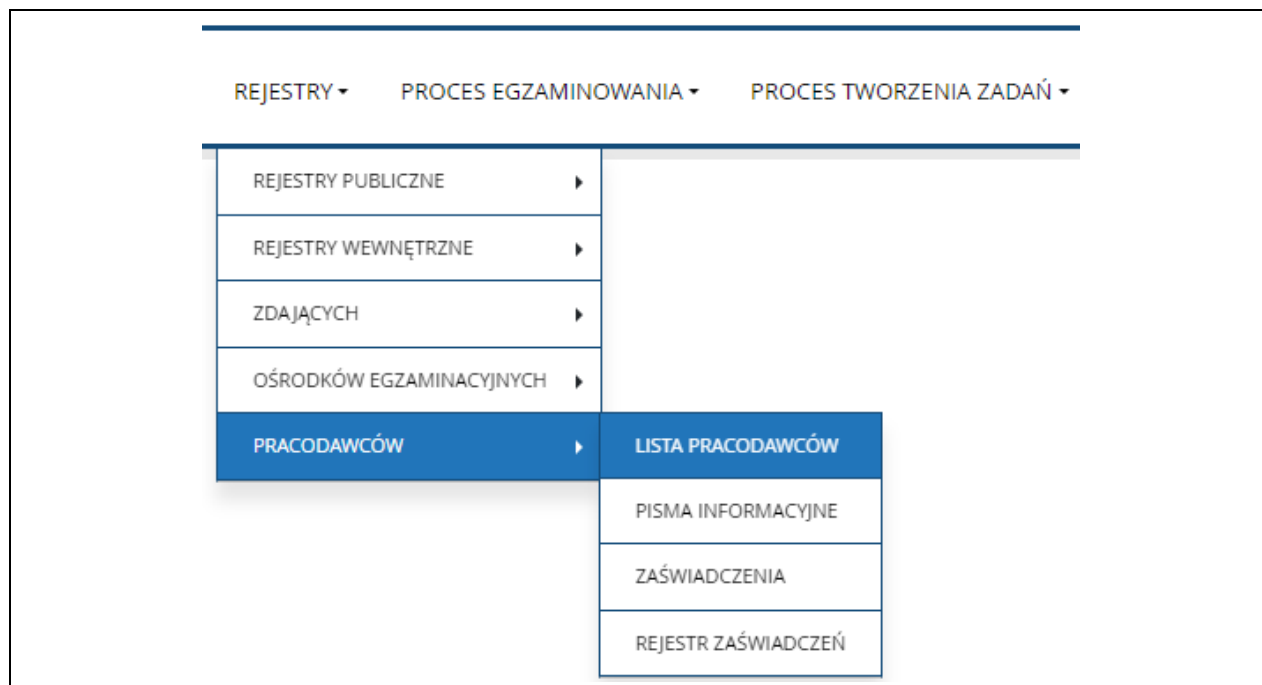 REJESTRY PROCES EGZAMINOWANIA PROCES TWORZENIA ZADAŃ
REJESTRY PUBLICZNE
REJESTRY WEWNĘTRZNE
ZDAJĄCYCH
OŚRODKÓW EGZAMINACYJNYCH
PRACODAWCÓW
LISTA PRACODAWCÓW
PISMA INFORMACYJNE
ZAŚWIADCZENIA
REJESTR ZAŚWIADCZEŃ